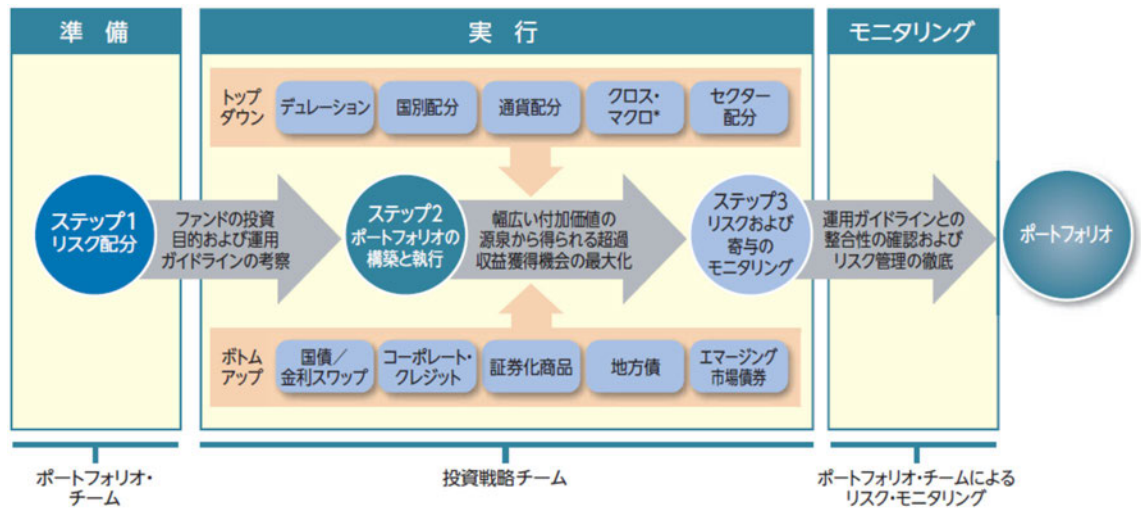 準 備
実 行
モニタリング
トップ
ダウン
デュレーション
国別配分
通貨配分
クロス・
マクロ*
セクター
配分
ステップ1
リスク配分
ファンドの投資
目的および運用
ガイドラインの考察
ステップ2
ポートフォリオの
構築と執行
幅広い付加価値の
源泉から得られる超過
収益獲得機会の最大化
ステップ3
リスクおよび
寄与の
モニタリング
運用ガイドラインとの
整合性の確認および
リスク管理の徹底
ポートフォリオ
ボトム
アップ
国債／
金利スワップ
コーポレート・
クレジット
証券化商品
地方債
エマージング
市場債券
ポートフォリオ・
チーム
投資戦略チーム
ポートフォリオ・チームによる
リスク・モニタリング